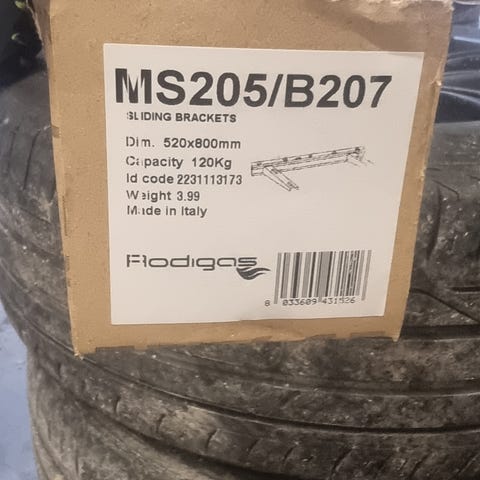 MS205/B207
SLIDING BRACKETS
Dim. 520x800mm
Capacity 120Kg
Id code 2231113173
Weight 3.99
Made in Italy
Rodigas
8 033609 431526